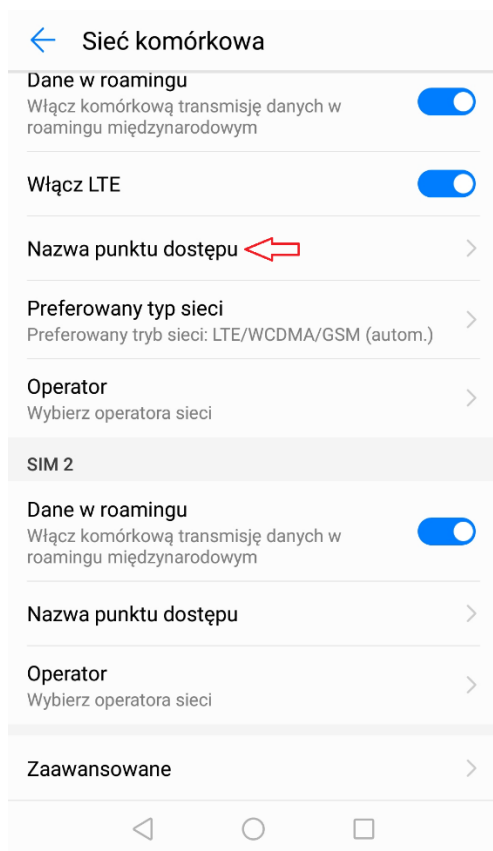 Sieć komórkowa
Dane w roamingu
Włącz komórkową transmisję danych w
roamingu międzynarodowym
Włącz LTE
Nazwa punktu dostępu
Preferowany typ sieci
Preferowany tryb sieci: LTE/WCDMA/GSM (autom.)
Operator
Wybierz operatora sieci
SIM 2
Dane w roamingu
Włącz komórkową transmisję danych w
roamingu międzynarodowym
Nazwa punktu dostępu
Operator
Wybierz operatora sieci
Zaawansowane